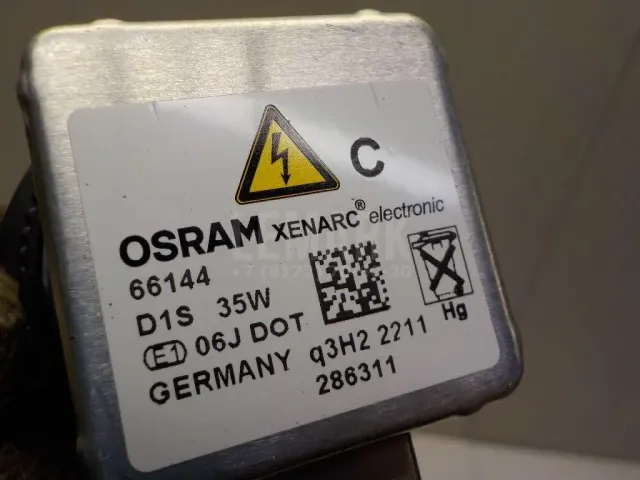 C
OSRAM XENARC® electronic
66144
D1S 35W
E1 06J DOT
Hg
GERMANY q3H2 2211
286311